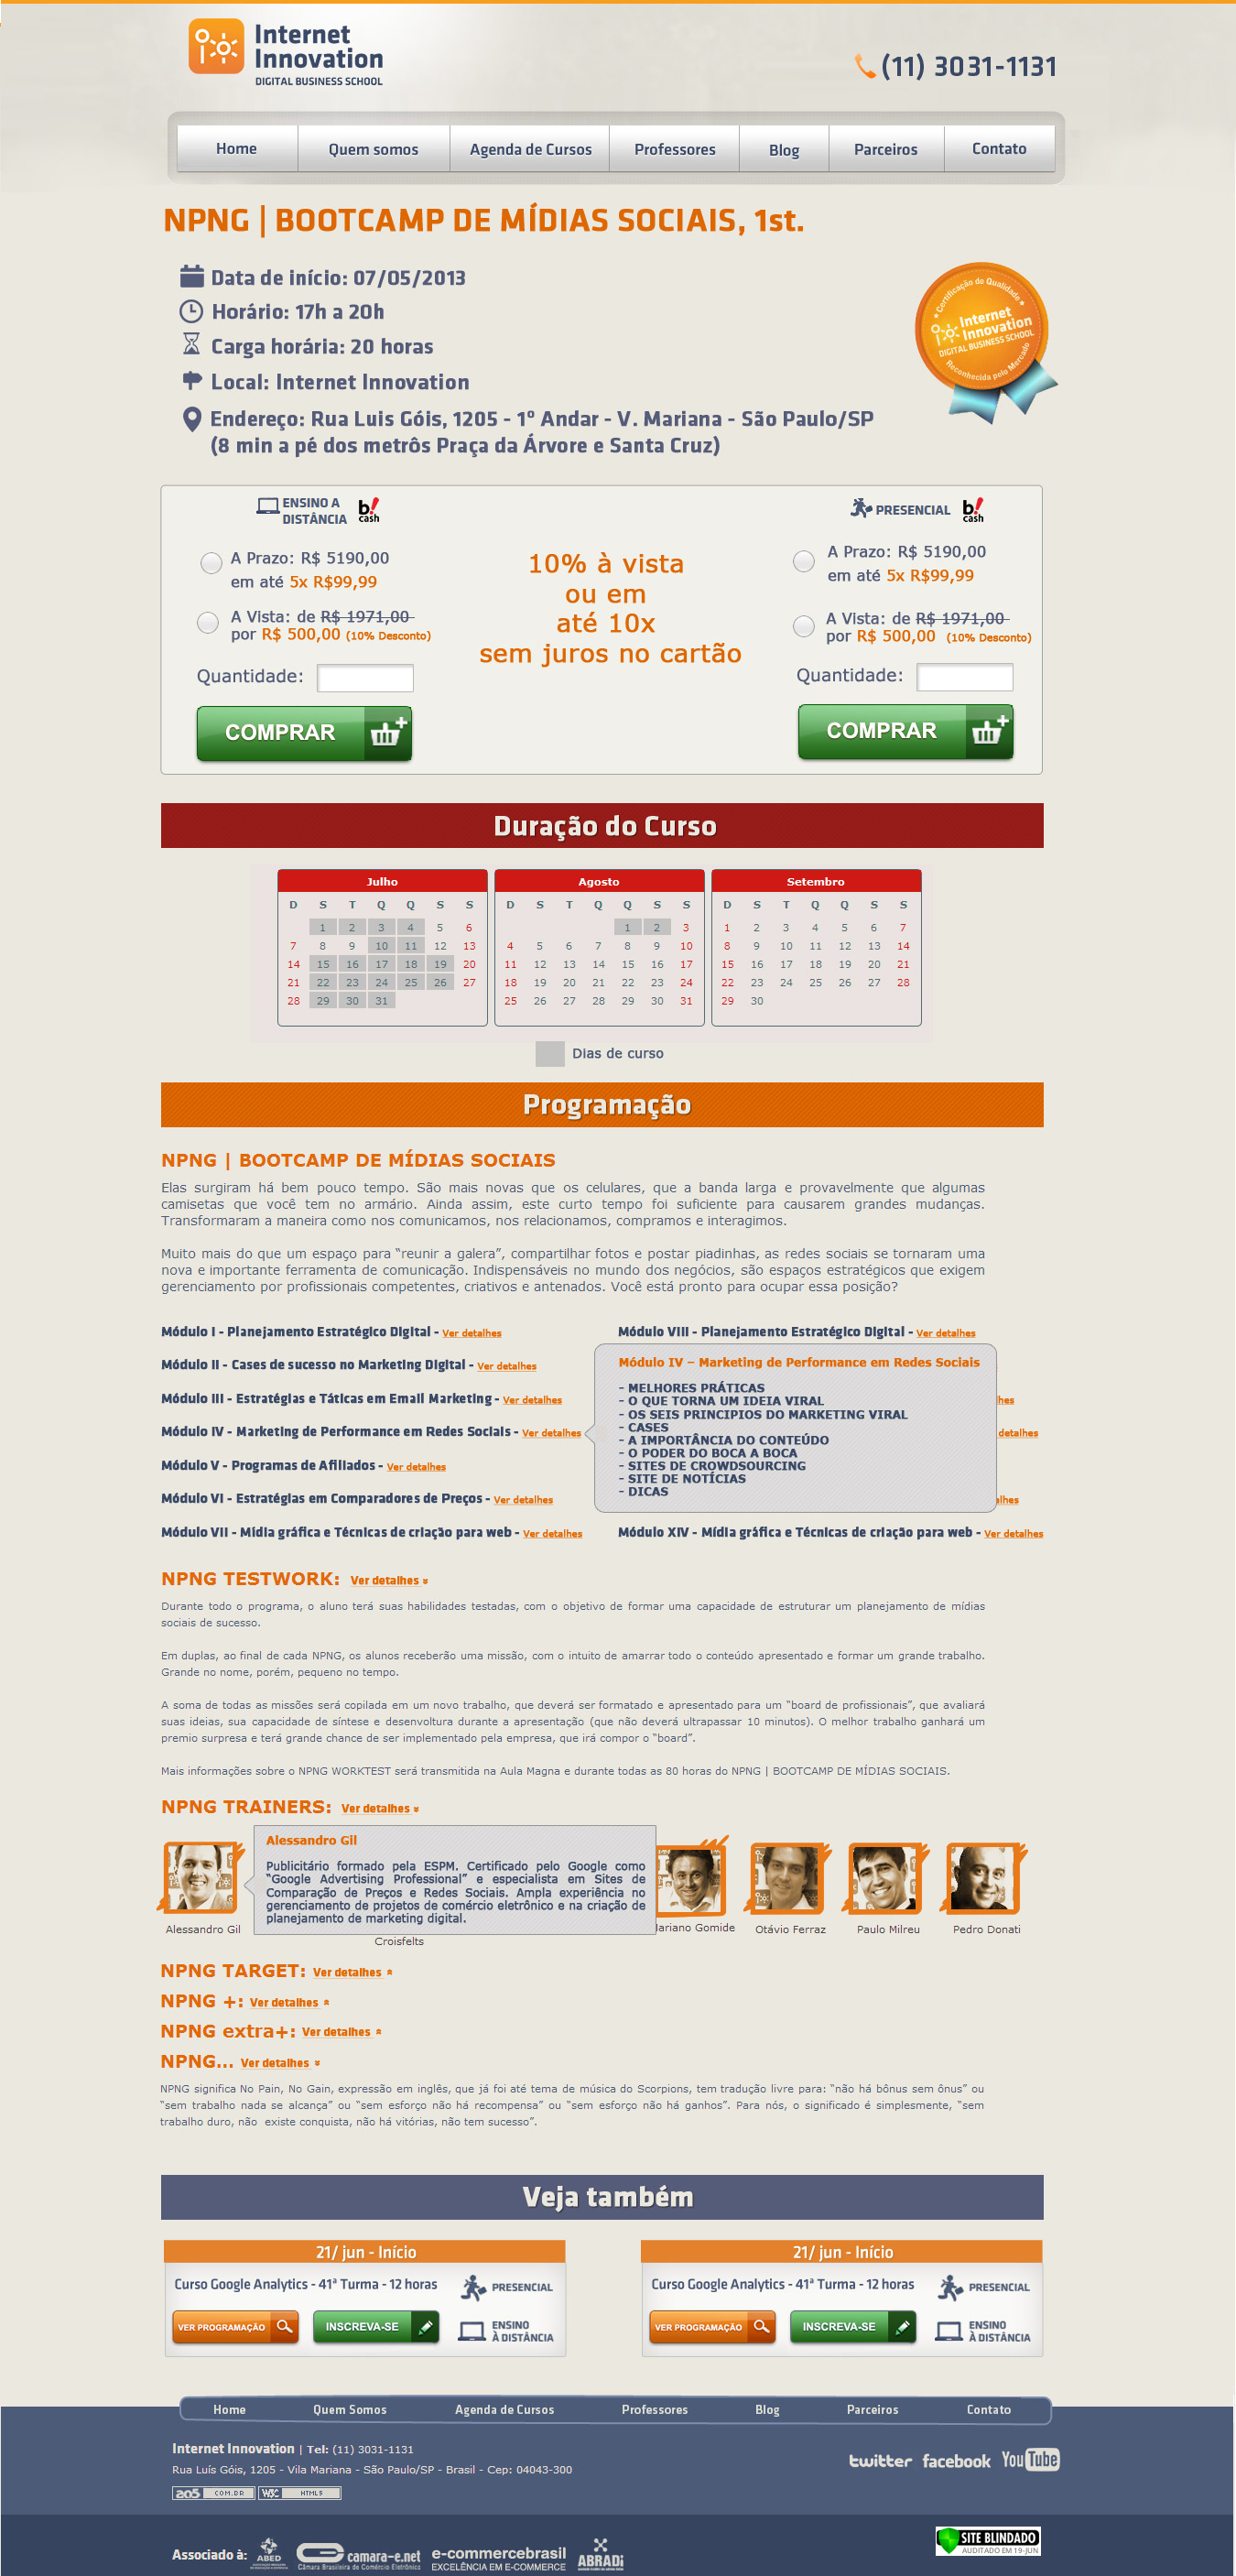 Internet
Innovation
DIGITAL BUSINESS SCHOOL
(11) 3031-1131
Home Quem somos Agenda de Cursos Professores Blog Parceiros Contato
NPNG | BOOTCAMP DE MÍDIAS SOCIAIS, 1st.
Data de início: 07/05/2013
Horário: 17h a 20h
Carga horária: 20 horas
Local: Internet Innovation
Endereço: Rua Luis Góis, 1205 - 1º Andar - V. Mariana - São Paulo/SP
(8 min a pé dos metrôs Praça da Árvore e Santa Cruz)
Certificação de Qualidade
Internet
Innovation
DIGITAL BUSINESS SCHOOL
Reconhecida pelo Mercado
ENSINO A
DISTÂNCIA
b!
cash
A Prazo: R$ 5190,00
em até 5x R$99,99
A Vista: de R$ 1971,00
por R$ 500,00 (10% Desconto)
Quantidade:
COMPRAR
10% à vista
ou em
até 10x
sem juros no cartão
PRESENCIAL
b!
cash
A Prazo: R$ 5190,00
em até 5x R$99,99
A Vista: de R$ 1971,00
por R$ 500,00 (10% Desconto)
Quantidade:
COMPRAR
Duração do Curso
Julho
D S T Q Q S S
1 2 3 4 5 6
7 8 9 10 11 12 13
14 15 16 17 18 19 20
21 22 23 24 25 26 27
28 29 30 31
Agosto
D S T Q Q S S
1 2 3
4 5 6 7 8 9 10
11 12 13 14 15 16 17
18 19 20 21 22 23 24
25 26 27 28 29 30 31
Setembro
D S T Q Q S S
1 2 3 4 5 6 7
8 9 10 11 12 13 14
15 16 17 18 19 20 21
22 23 24 25 26 27 28
29 30
Dias de curso
Programação
NPNG | BOOTCAMP DE MÍDIAS SOCIAIS
Elas surgiram há bem pouco tempo. São mais novas que os celulares, que a banda larga e provavelmente que algumas
camisetas que você tem no armário. Ainda assim, este curto tempo foi suficiente para causarem grandes mudanças.
Transformaram a maneira como nos comunicamos, nos relacionamos, compramos e interagimos.
Muito mais do que um espaço para “reunir a galera”, compartilhar fotos e postar piadinhas, as redes sociais se tornaram uma
nova e importante ferramenta de comunicação. Indispensáveis no mundo dos negócios, são espaços estratégicos que exigem
gerenciamento por profissionais competentes, criativos e antenados. Você está pronto para ocupar essa posição?
Módulo I - Planejamento Estratégico Digital - Ver detalhes
Módulo II - Cases de sucesso no Marketing Digital - Ver detalhes
Módulo III - Estratégias e Táticas em Email Marketing - Ver detalhes
Módulo IV - Marketing de Performance em Redes Sociais - Ver detalhes
Módulo V - Programas de Afiliados - Ver detalhes
Módulo VI - Estratégias em Comparadores de Preços - Ver detalhes
Módulo VII - Mídia gráfica e Técnicas de criação para web - Ver detalhes
Módulo VIII - Planejamento Estratégico Digital - Ver detalhes
Módulo IV – Marketing de Performance em Redes Sociais
- MELHORES PRÁTICAS
- O QUE TORNA UM IDEIA VIRAL
- OS SEIS PRINCIPIOS DO MARKETING VIRAL
- CASES
- A IMPORTÂNCIA DO CONTEÚDO
- O PODER DO BOCA A BOCA
- SITES DE CROWDSOURCING
- SITE DE NOTÍCIAS
- DICAS
detalhes
Módulo XIV - Mídia gráfica e Técnicas de criação para web - Ver detalhes
NPNG TESTWORK: Ver detalhes
Durante todo o programa, o aluno terá suas habilidades testadas, com o objetivo de formar uma capacidade de estruturar um planejamento de mídias
sociais de sucesso.
Em duplas, ao final de cada NPNG, os alunos receberão uma missão, com o intuito de amarrar todo o conteúdo apresentado e formar um grande trabalho.
Grande no nome, porém, pequeno no tempo.
A soma de todas as missões será copilada em um novo trabalho, que deverá ser formatado e apresentado para um “board de profissionais”, que avaliará
suas ideias, sua capacidade de síntese e desenvoltura durante a apresentação (que não deverá ultrapassar 10 minutos). O melhor trabalho ganhará um
premio surpresa e terá grande chance de ser implementado pela empresa, que irá compor o “board”.
Mais informações sobre o NPNG WORKTEST será transmitida na Aula Magna e durante todas as 80 horas do NPNG | BOOTCAMP DE MÍDIAS SOCIAIS.
NPNG TRAINERS: Ver detalhes
Alessandro Gil
Publicitário formado pela ESPM. Certificado pelo Google como
“Google Advertising Professional” e especialista em Sites de
Comparação de Preços e Redes Sociais. Ampla experiência no
gerenciamento de projetos de comércio eletrônico e na criação de
planejamento de marketing digital.
Alessandro Gil
Croisfelts
ariano Gomide
Otávio Ferraz
Paulo Milreu
Pedro Donati
NPNG TARGET: Ver detalhes
NPNG +: Ver detalhes
NPNG extra+: Ver detalhes
NPNG... Ver detalhes
NPNG significa No Pain, No Gain, expressão em inglês, que já foi até tema de música do Scorpions, tem tradução livre para: “não há bônus sem ônus” ou
“sem trabalho nada se alcança” ou “sem esforço não há recompensa” ou “sem esforço não há ganhos”. Para nós, o significado é simplesmente, “sem
trabalho duro, não existe conquista, não há vitórias, não tem sucesso”.
Veja também
21/ jun - Início
Curso Google Analytics - 41ª Turma - 12 horas
PRESENCIAL
VER PROGRAMAÇÃO
INSCREVA-SE
ENSINO
À DISTÂNCIA
21/ jun - Início
Curso Google Analytics - 41ª Turma - 12 horas
PRESENCIAL
VER PROGRAMAÇÃO
INSCREVA-SE
ENSINO
À DISTÂNCIA
Home Quem Somos Agenda de Cursos Professores Blog Parceiros Contato
Internet Innovation | Tel: (11) 3031-1131
Rua Luís Góis, 1205 - Vila Mariana - São Paulo/SP - Brasil - Cep: 04043-300
ao5 COM.BR W3C HTML5
twitter facebook YouTube
Associado à:
ABED
camara-e.net
Câmara Brasileira de Comércio Eletrônico
e-commercebrasil
EXCELÊNCIA EM E-COMMERCE
ABRADi
SITE BLINDADO
AUDITADO EM 19-JUN